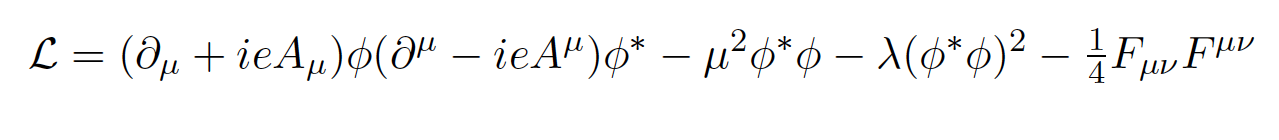 ℒ = (∂_μ + ieA_μ)ϕ(∂^μ − ieA^μ)ϕ* − μ²ϕ*ϕ − λ(ϕ*ϕ)² − ¼F_{μν}F^{μν}